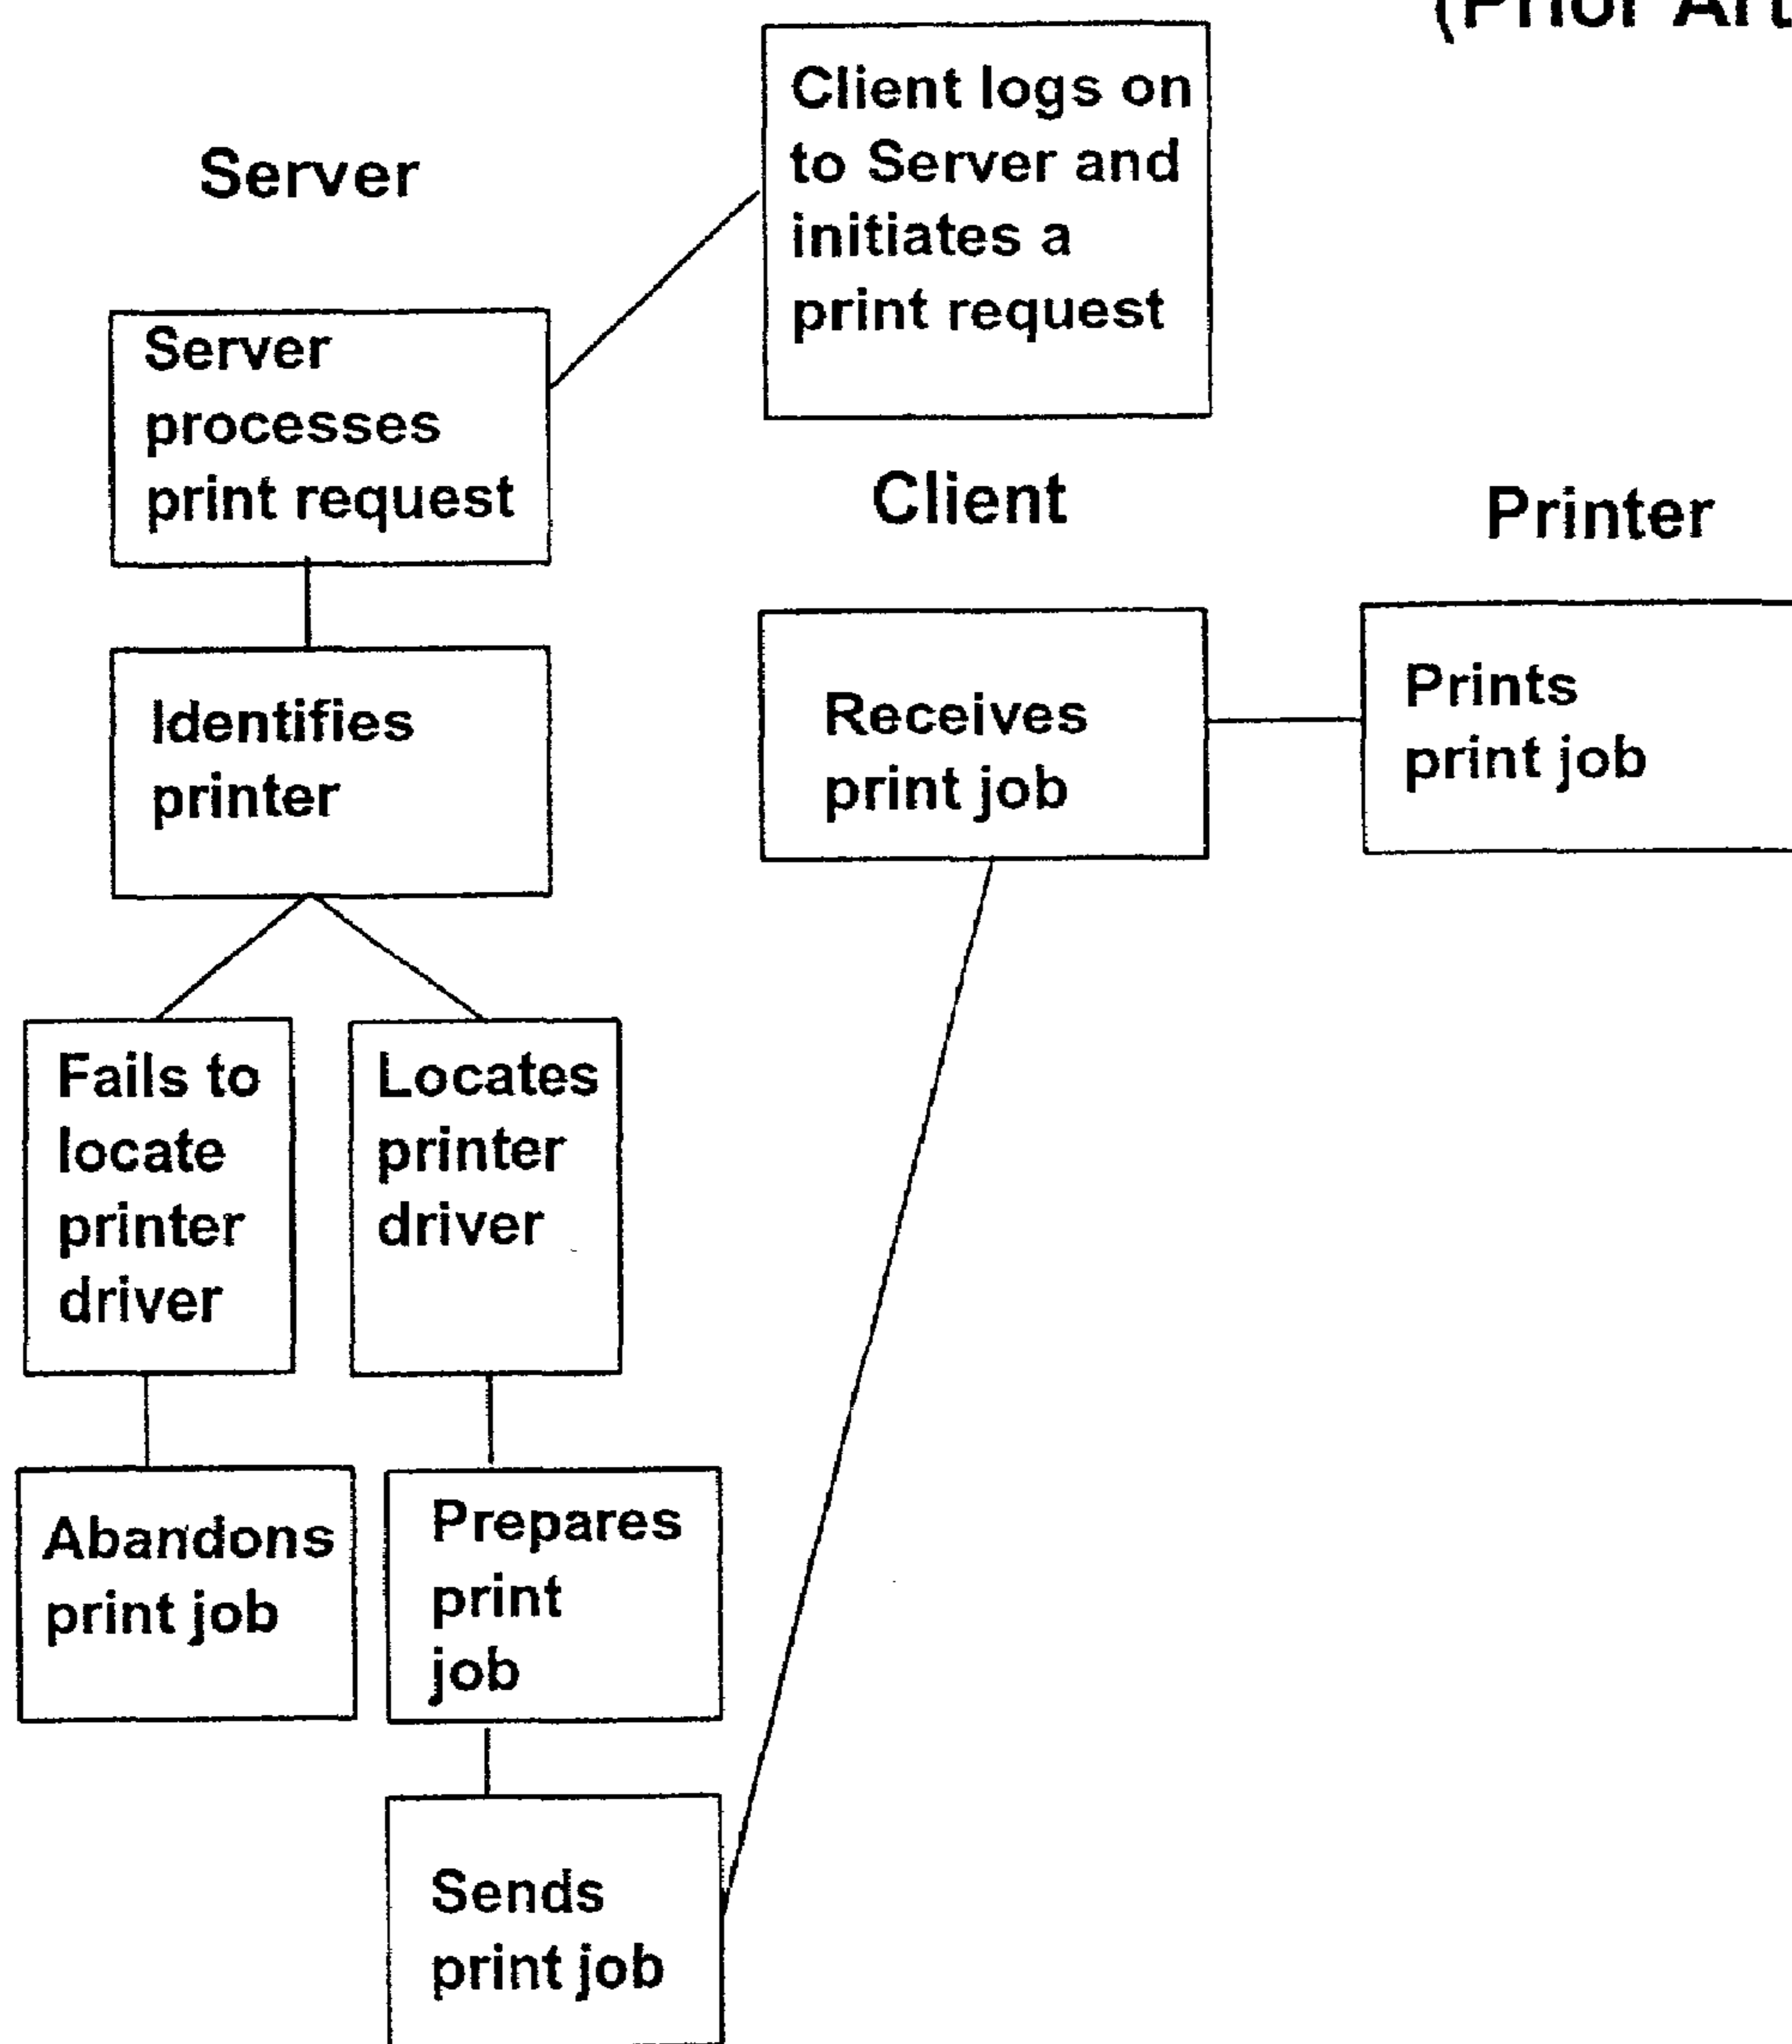 (Prior Art
Client logs on
to Server and
initiates a
print request
Server
Server
processes
print request
Client
Printer
Identifies
printer
Receives
print job
Prints
print job
Fails to
locate
printer
driver
Locates
printer
driver
Abandons
print job
Prepares
print
job
Sends
print job